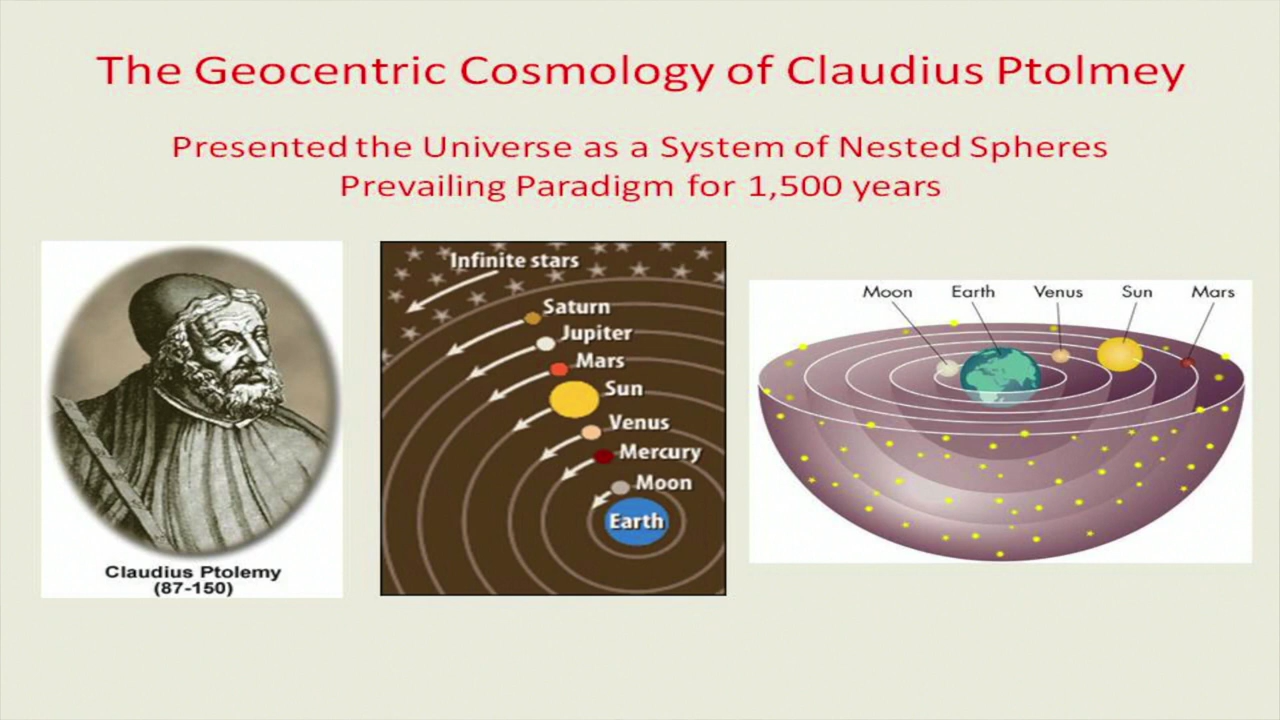 The Geocentric Cosmology of Claudius Ptolmey
Presented the Universe as a System of Nested Spheres
Prevailing Paradigm for 1,500 years
Claudius Ptolemy
(87-150)
Infinite stars
Saturn
Jupiter
Mars
Sun
Venus
Mercury
Moon
Earth
Moon Earth Venus Sun Mars